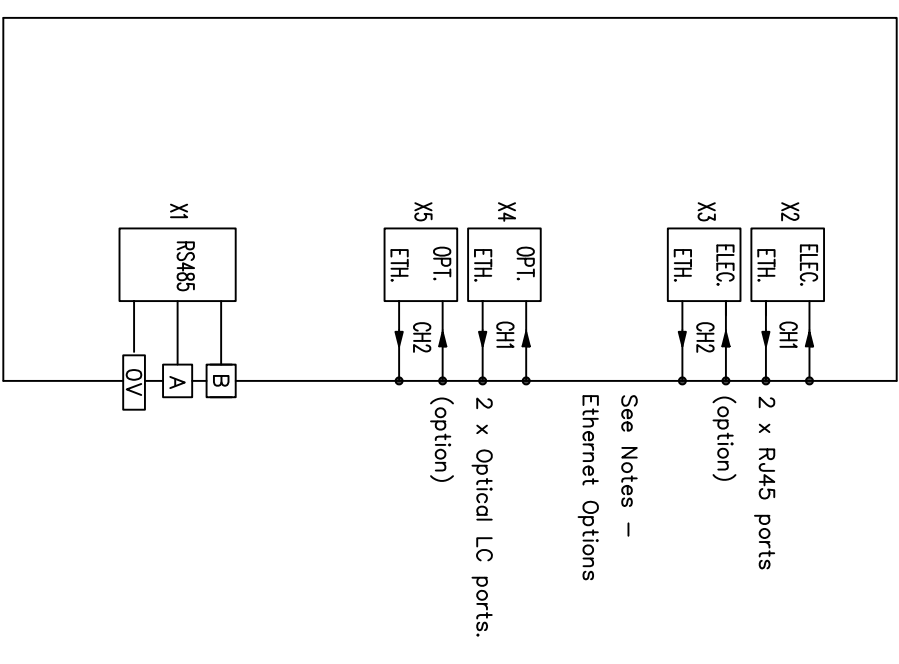 X2
ELEC.
ETH.
CH1
2 x RJ45 ports
(option)
X3
ELEC.
ETH.
CH2
See Notes –
Ethernet Options
X4
OPT.
ETH.
CH1
2 x Optical LC ports.
(option)
X5
OPT.
ETH.
CH2
X1
RS485
B
A
0V